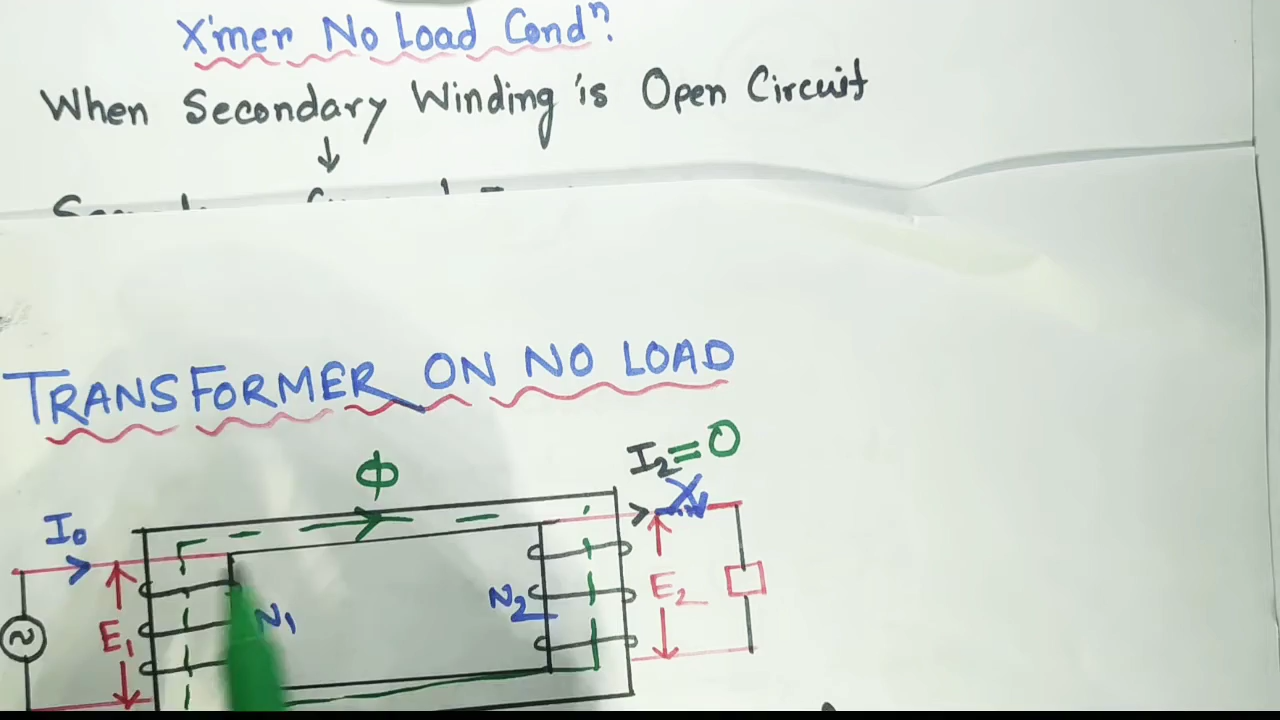 X'mer No Load Condⁿ?
When Secondary Winding is Open Circuit
↓
TRANSFORMER ON NO LOAD
I₂=0
Φ
I₀
X
E₁
N₁
N₂
E₂
~